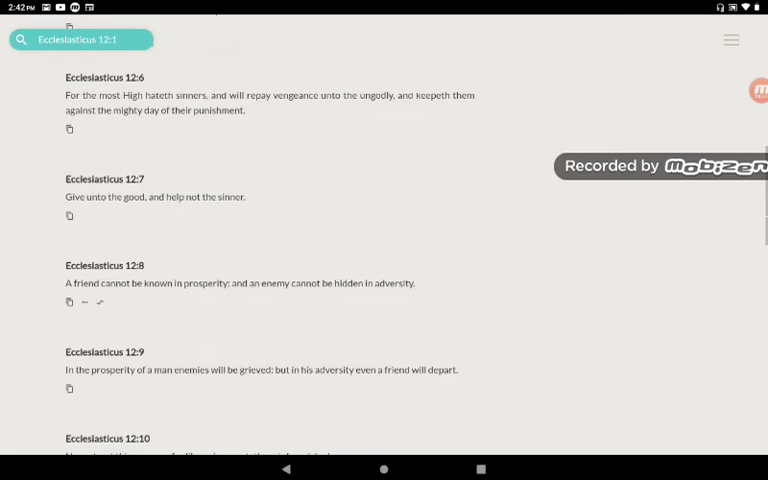 2:42 PM
Ecclesiasticus 12:1
Ecclesiasticus 12:6
For the most High hateth sinners, and will repay vengeance unto the ungodly, and keepeth them
against the mighty day of their punishment.
Recorded by mobizen
Ecclesiasticus 12:7
Give unto the good, and help not the sinner.
Ecclesiasticus 12:8
A friend cannot be known in prosperity: and an enemy cannot be hidden in adversity.
Ecclesiasticus 12:9
In the prosperity of a man enemies will be grieved: but in his adversity even a friend will depart.
Ecclesiasticus 12:10